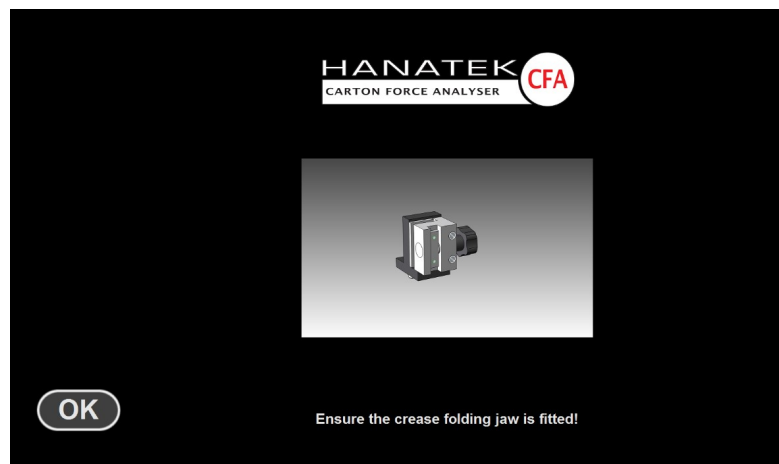 HANATEK
CFA
CARTON FORCE ANALYSER
OK
Ensure the crease folding jaw is fitted!